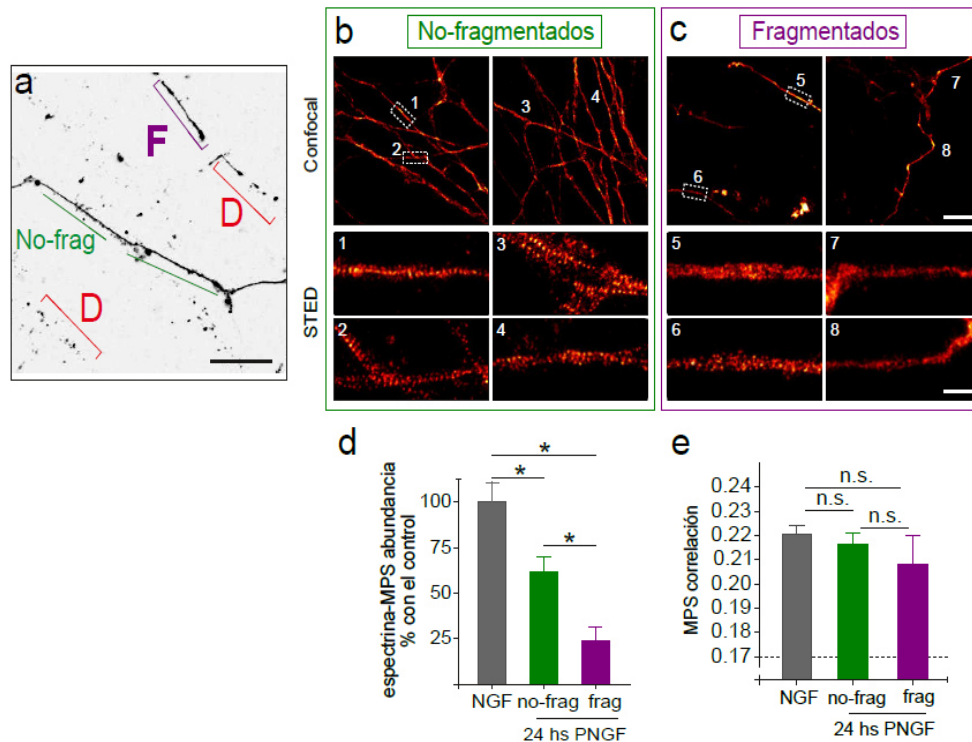 a
F
D
No-frag
D
b
No-fragmentados
c
Fragmentados
Confocal
1
2
3
4
5
6
7
8
STED
1
3
2
4
5
7
6
8
d
espectrina-MPS abundancia
% con el control
100
75
50
25
*
*
*
NGF no-frag frag
24 hs PNGF
e
MPS correlación
0.24
0.23
0.22
0.21
0.20
0.19
0.18
0.17
n.s.
n.s.
n.s.
NGF no-frag frag
24 hs PNGF